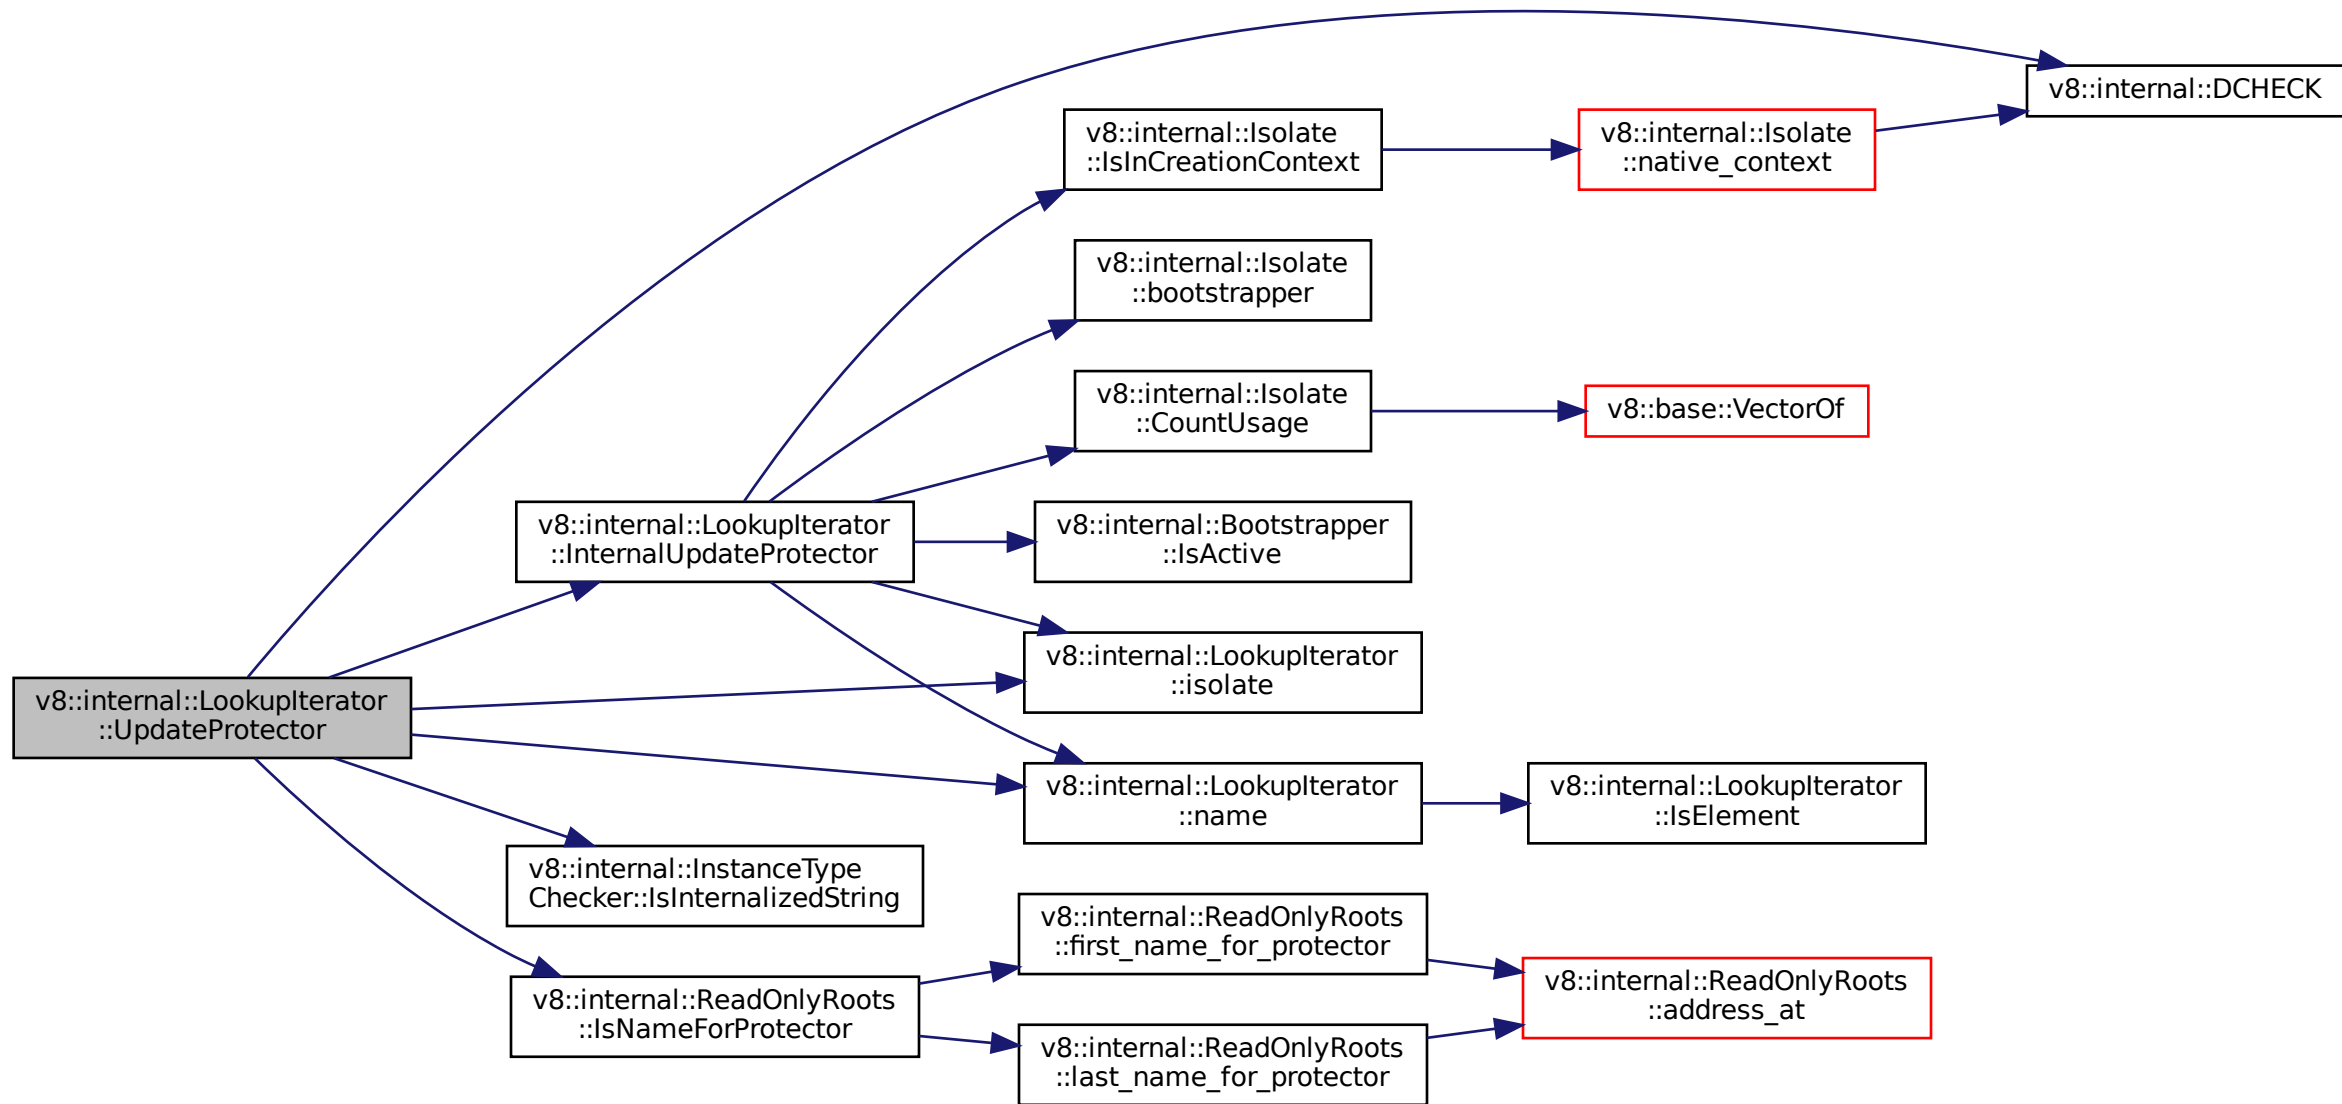 v8::internal::DCHECK
v8::internal::Isolate
::IsInCreationContext
v8::internal::Isolate
::native_context
v8::internal::Isolate
::bootstrapper
v8::internal::Isolate
::CountUsage
v8::base::VectorOf
v8::internal::LookupIterator
::InternalUpdateProtector
v8::internal::Bootstrapper
::IsActive
v8::internal::LookupIterator
::isolate
v8::internal::LookupIterator
::UpdateProtector
v8::internal::LookupIterator
::name
v8::internal::LookupIterator
::IsElement
v8::internal::InstanceType
Checker::IsInternalizedString
v8::internal::ReadOnlyRoots
::first_name_for_protector
v8::internal::ReadOnlyRoots
::address_at
v8::internal::ReadOnlyRoots
::IsNameForProtector
v8::internal::ReadOnlyRoots
::last_name_for_protector